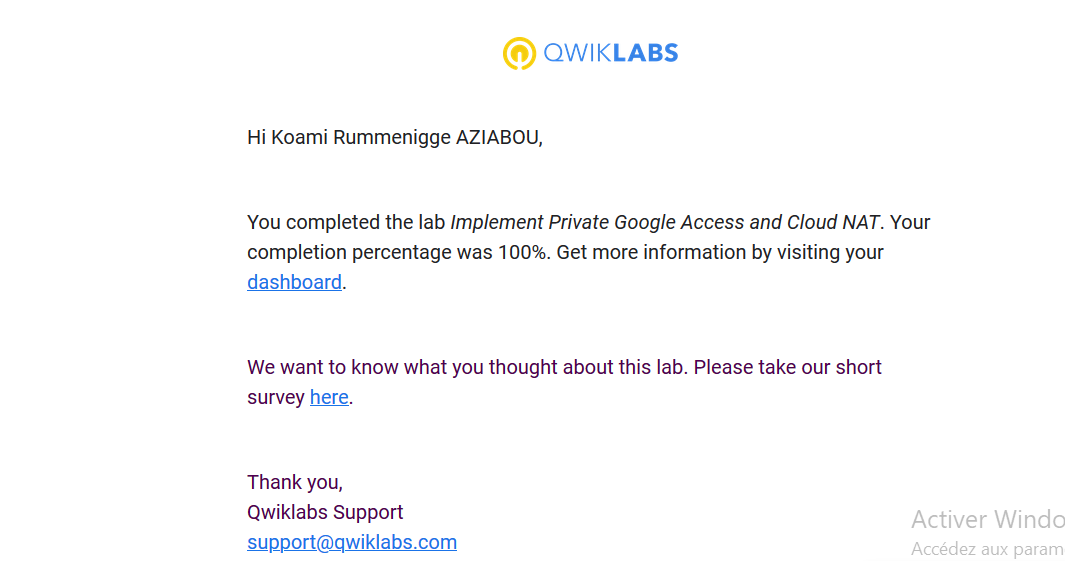 QWIKLABS
Hi Koami Rummenigge AZIABOU,
You completed the lab Implement Private Google Access and Cloud NAT. Your
completion percentage was 100%. Get more information by visiting your
dashboard.
We want to know what you thought about this lab. Please take our short
survey here.
Thank you,
Qwiklabs Support
support@qwiklabs.com
Activer Windo
Accédez aux param